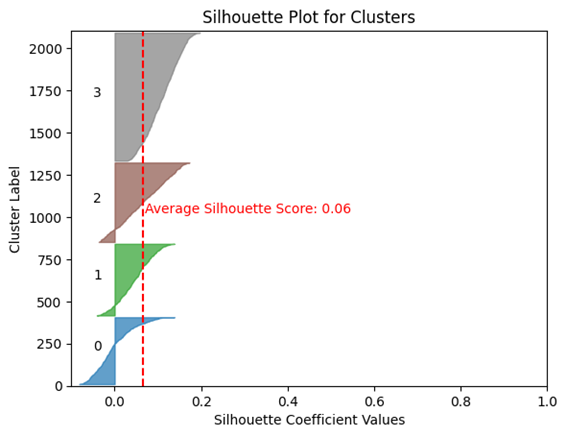 Silhouette Plot for Clusters
2000
1750
1500
1250
1000
750
500
250
0
Cluster Label
3
2
1
0
Average Silhouette Score: 0.06
0.0 0.2 0.4 0.6 0.8 1.0
Silhouette Coefficient Values